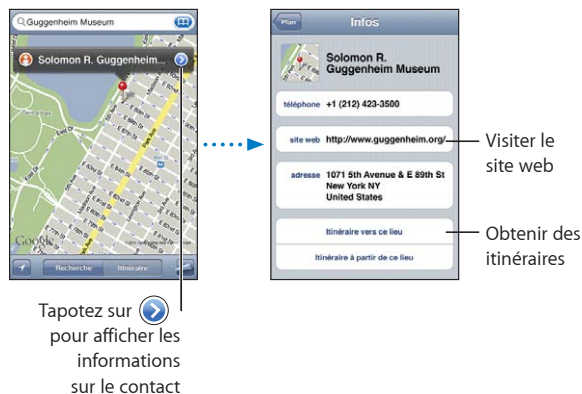 Guggenheim Museum
Solomon R. Guggenheim...
Google
Recherche
Itinéraire
Tapotez sur
pour afficher les
informations
sur le contact
Plan
Infos
Solomon R.
Guggenheim Museum
téléphone +1 (212) 423-3500
site web http://www.guggenheim.org/
adresse 1071 5th Avenue & E 89th St
New York NY
United States
Itinéraire vers ce lieu
Itinéraire à partir de ce lieu
Visiter le
site web
Obtenir des
itinéraires